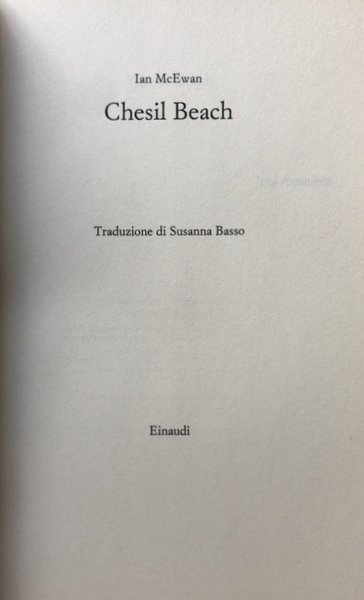 Ian McEwan
Chesil Beach
Traduzione di Susanna Basso
Einaudi